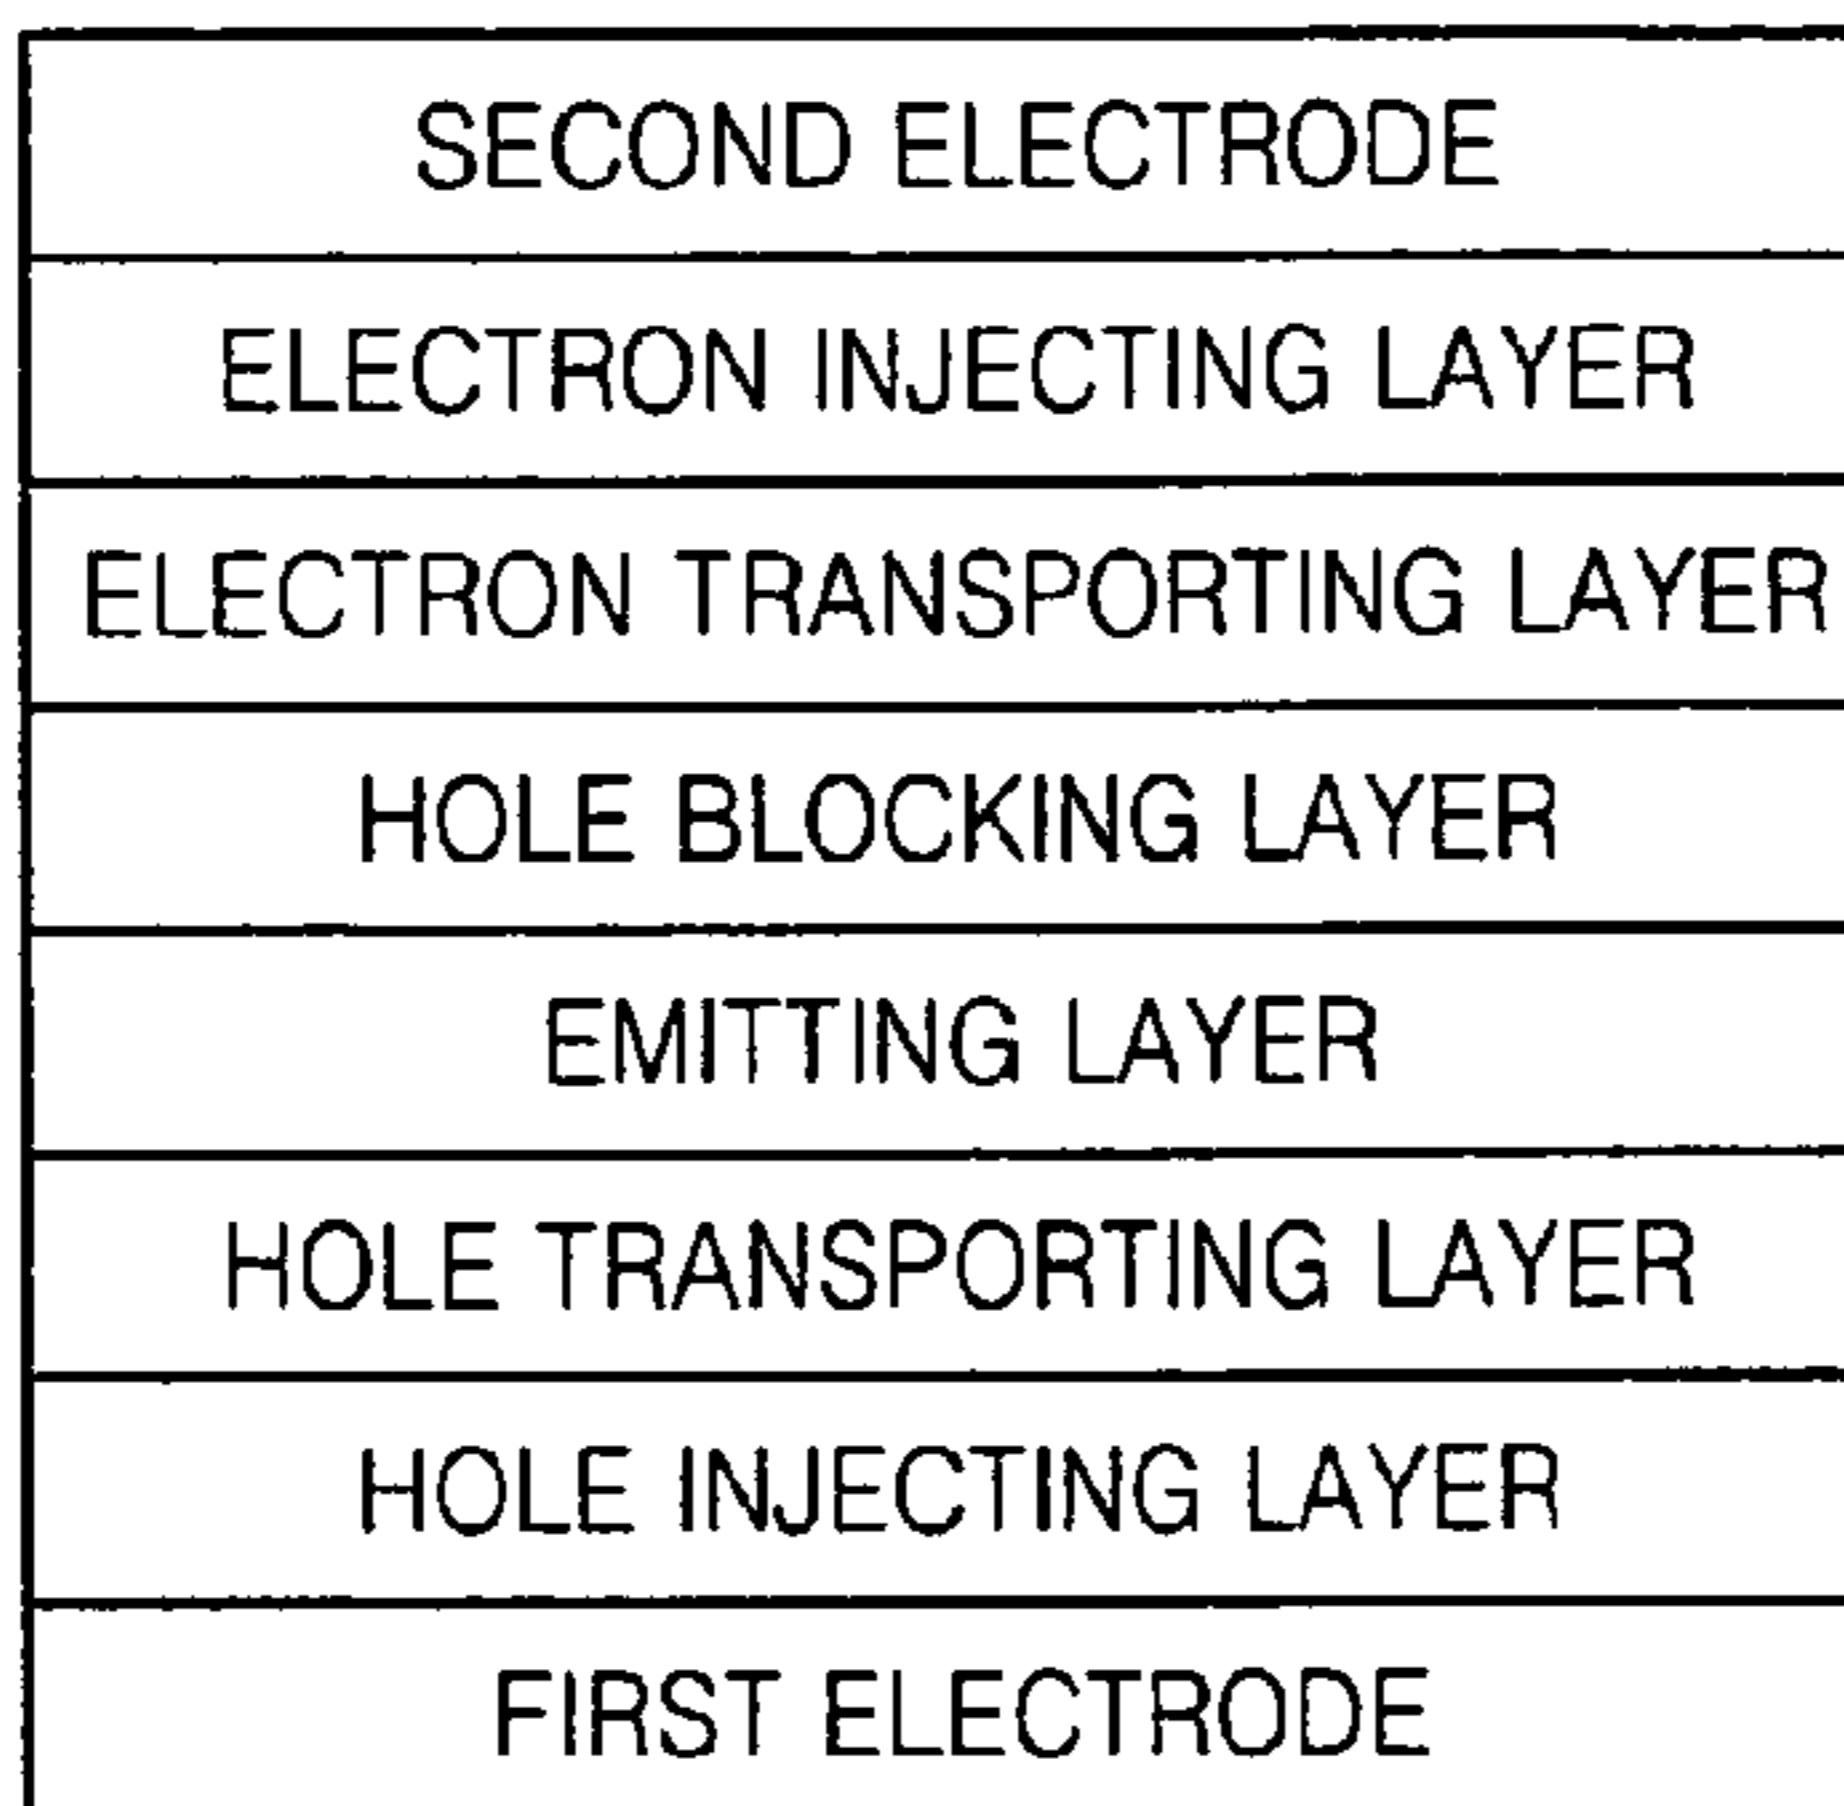 SECOND ELECTRODE
ELECTRON INJECTING LAYER
ELECTRON TRANSPORTING LAYER
HOLE BLOCKING LAYER
EMITTING LAYER
HOLE TRANSPORTING LAYER
HOLE INJECTING LAYER
FIRST ELECTRODE